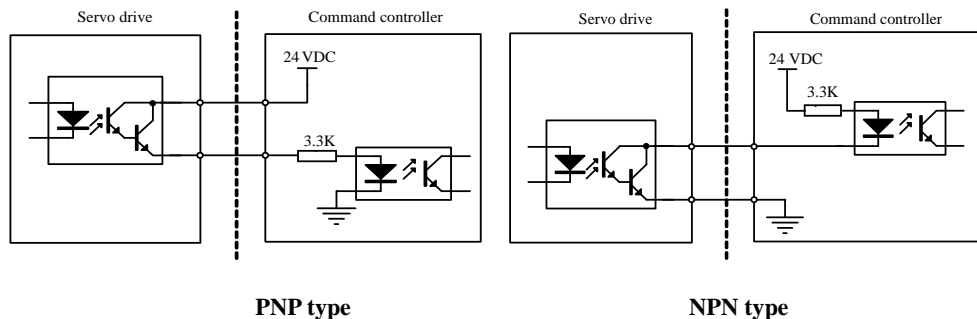 Servo drive
Command controller
24 VDC
3.3K
PNP type
Servo drive
Command controller
24 VDC
3.3K
NPN type